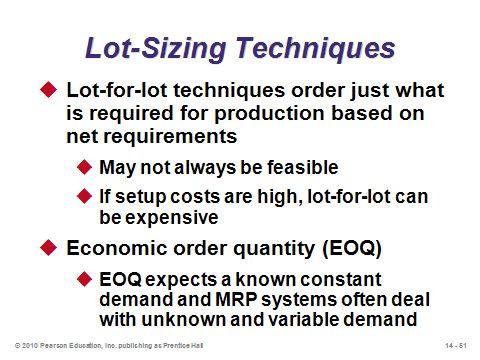 Lot-Sizing Techniques
Lot-for-lot techniques order just what
is required for production based on
net requirements
May not always be feasible
If setup costs are high, lot-for-lot can
be expensive
Economic order quantity (EOQ)
EOQ expects a known constant
demand and MRP systems often deal
with unknown and variable demand
© 2010 Pearson Education, Inc. publishing as Prentice Hall
14 - 51